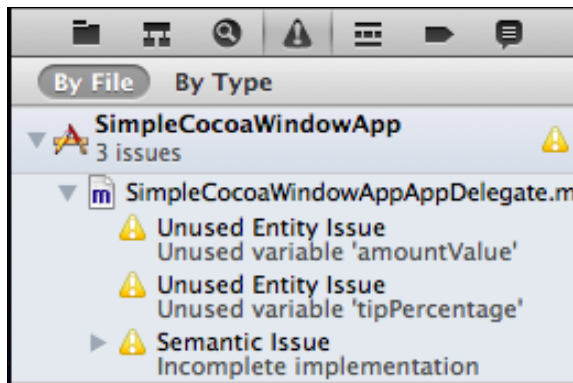 By File By Type
SimpleCocoaWindowApp
3 issues
m SimpleCocoaWindowAppAppDelegate.m
Unused Entity Issue
Unused variable 'amountValue'
Unused Entity Issue
Unused variable 'tipPercentage'
Semantic Issue
Incomplete implementation